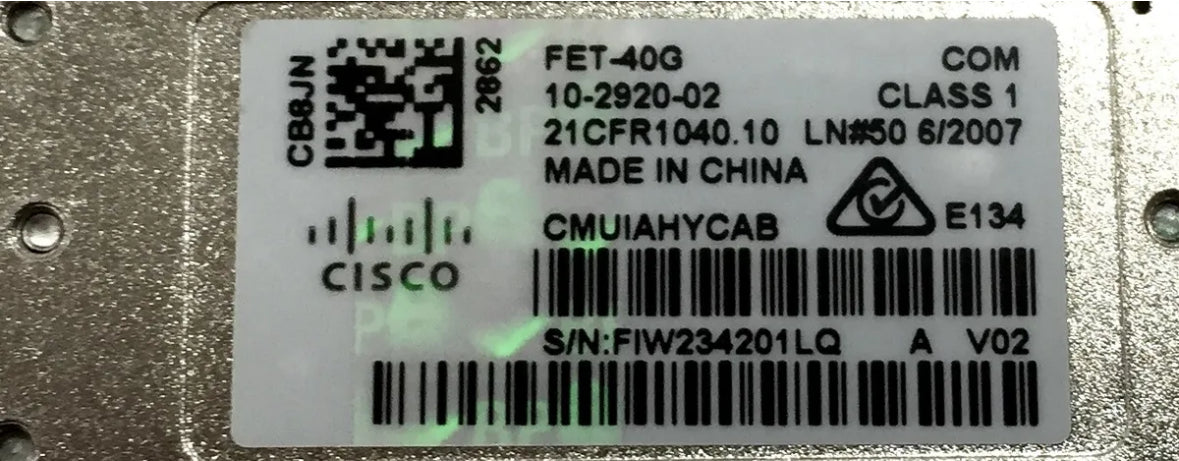 CB8JN
2862
FET-40G COM
10-2920-02 CLASS 1
21CFR1040.10 LN#50 6/2007
MADE IN CHINA
CMUIAHYCAB E134
CISCO
S/N:FIW234201LQ A V02